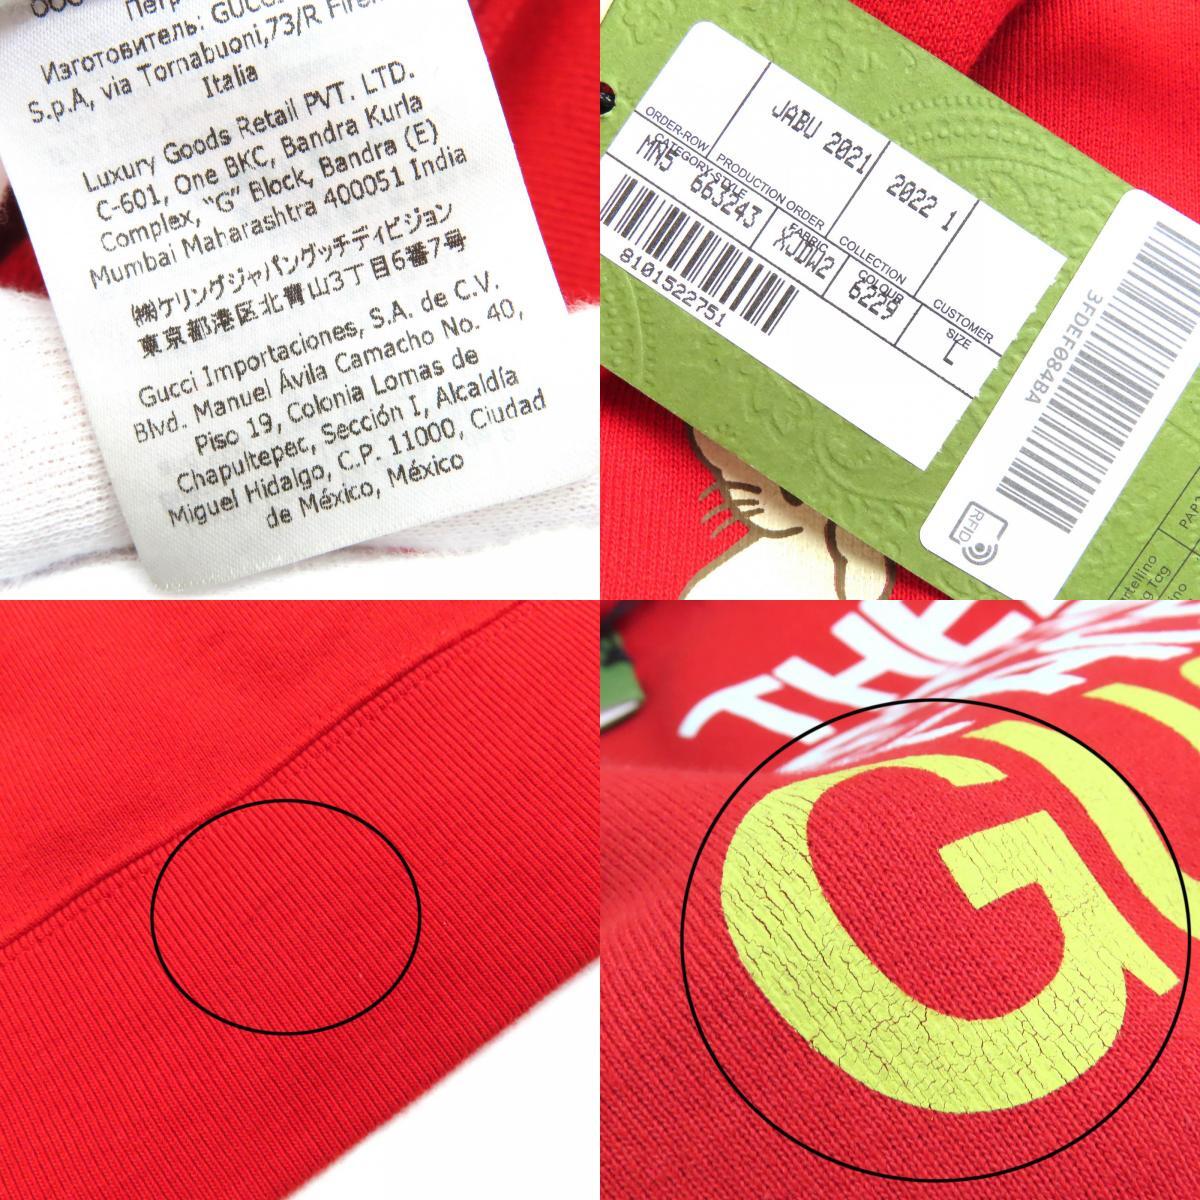 Изготовитель: GUCCI
S.p.A, via Tornabuoni,73/R Firen
Italia
Luxury Goods Retail PVT. LTD.
C-601, One BKC, Bandra Kurla
Complex, "G" Block, Bandra (E)
Mumbai Maharashtra 400051 India
㈱ケリングジャパングッチディビジョン
東京都港区北青山3丁目6番7号
Gucci Importaciones, S.A. de C.V.
Blvd. Manuel Ávila Camacho No. 40,
Piso 19, Colonia Lomas de
Chapultepec, Sección I, Alcaldía
Miguel Hidalgo, C.P. 11000, Ciudad
de México, México
JABU 2021
2022 1
ORDER-ROW
PRODUCTION ORDER
COLLECTION
CUSTOMER
MN5 663243
CATEGORY-STYLE
XJDWJ2
FABRIC
6229
COLOUR
SIZE
L
8101522751
3FDEFF084BA
RFID
THE
GU